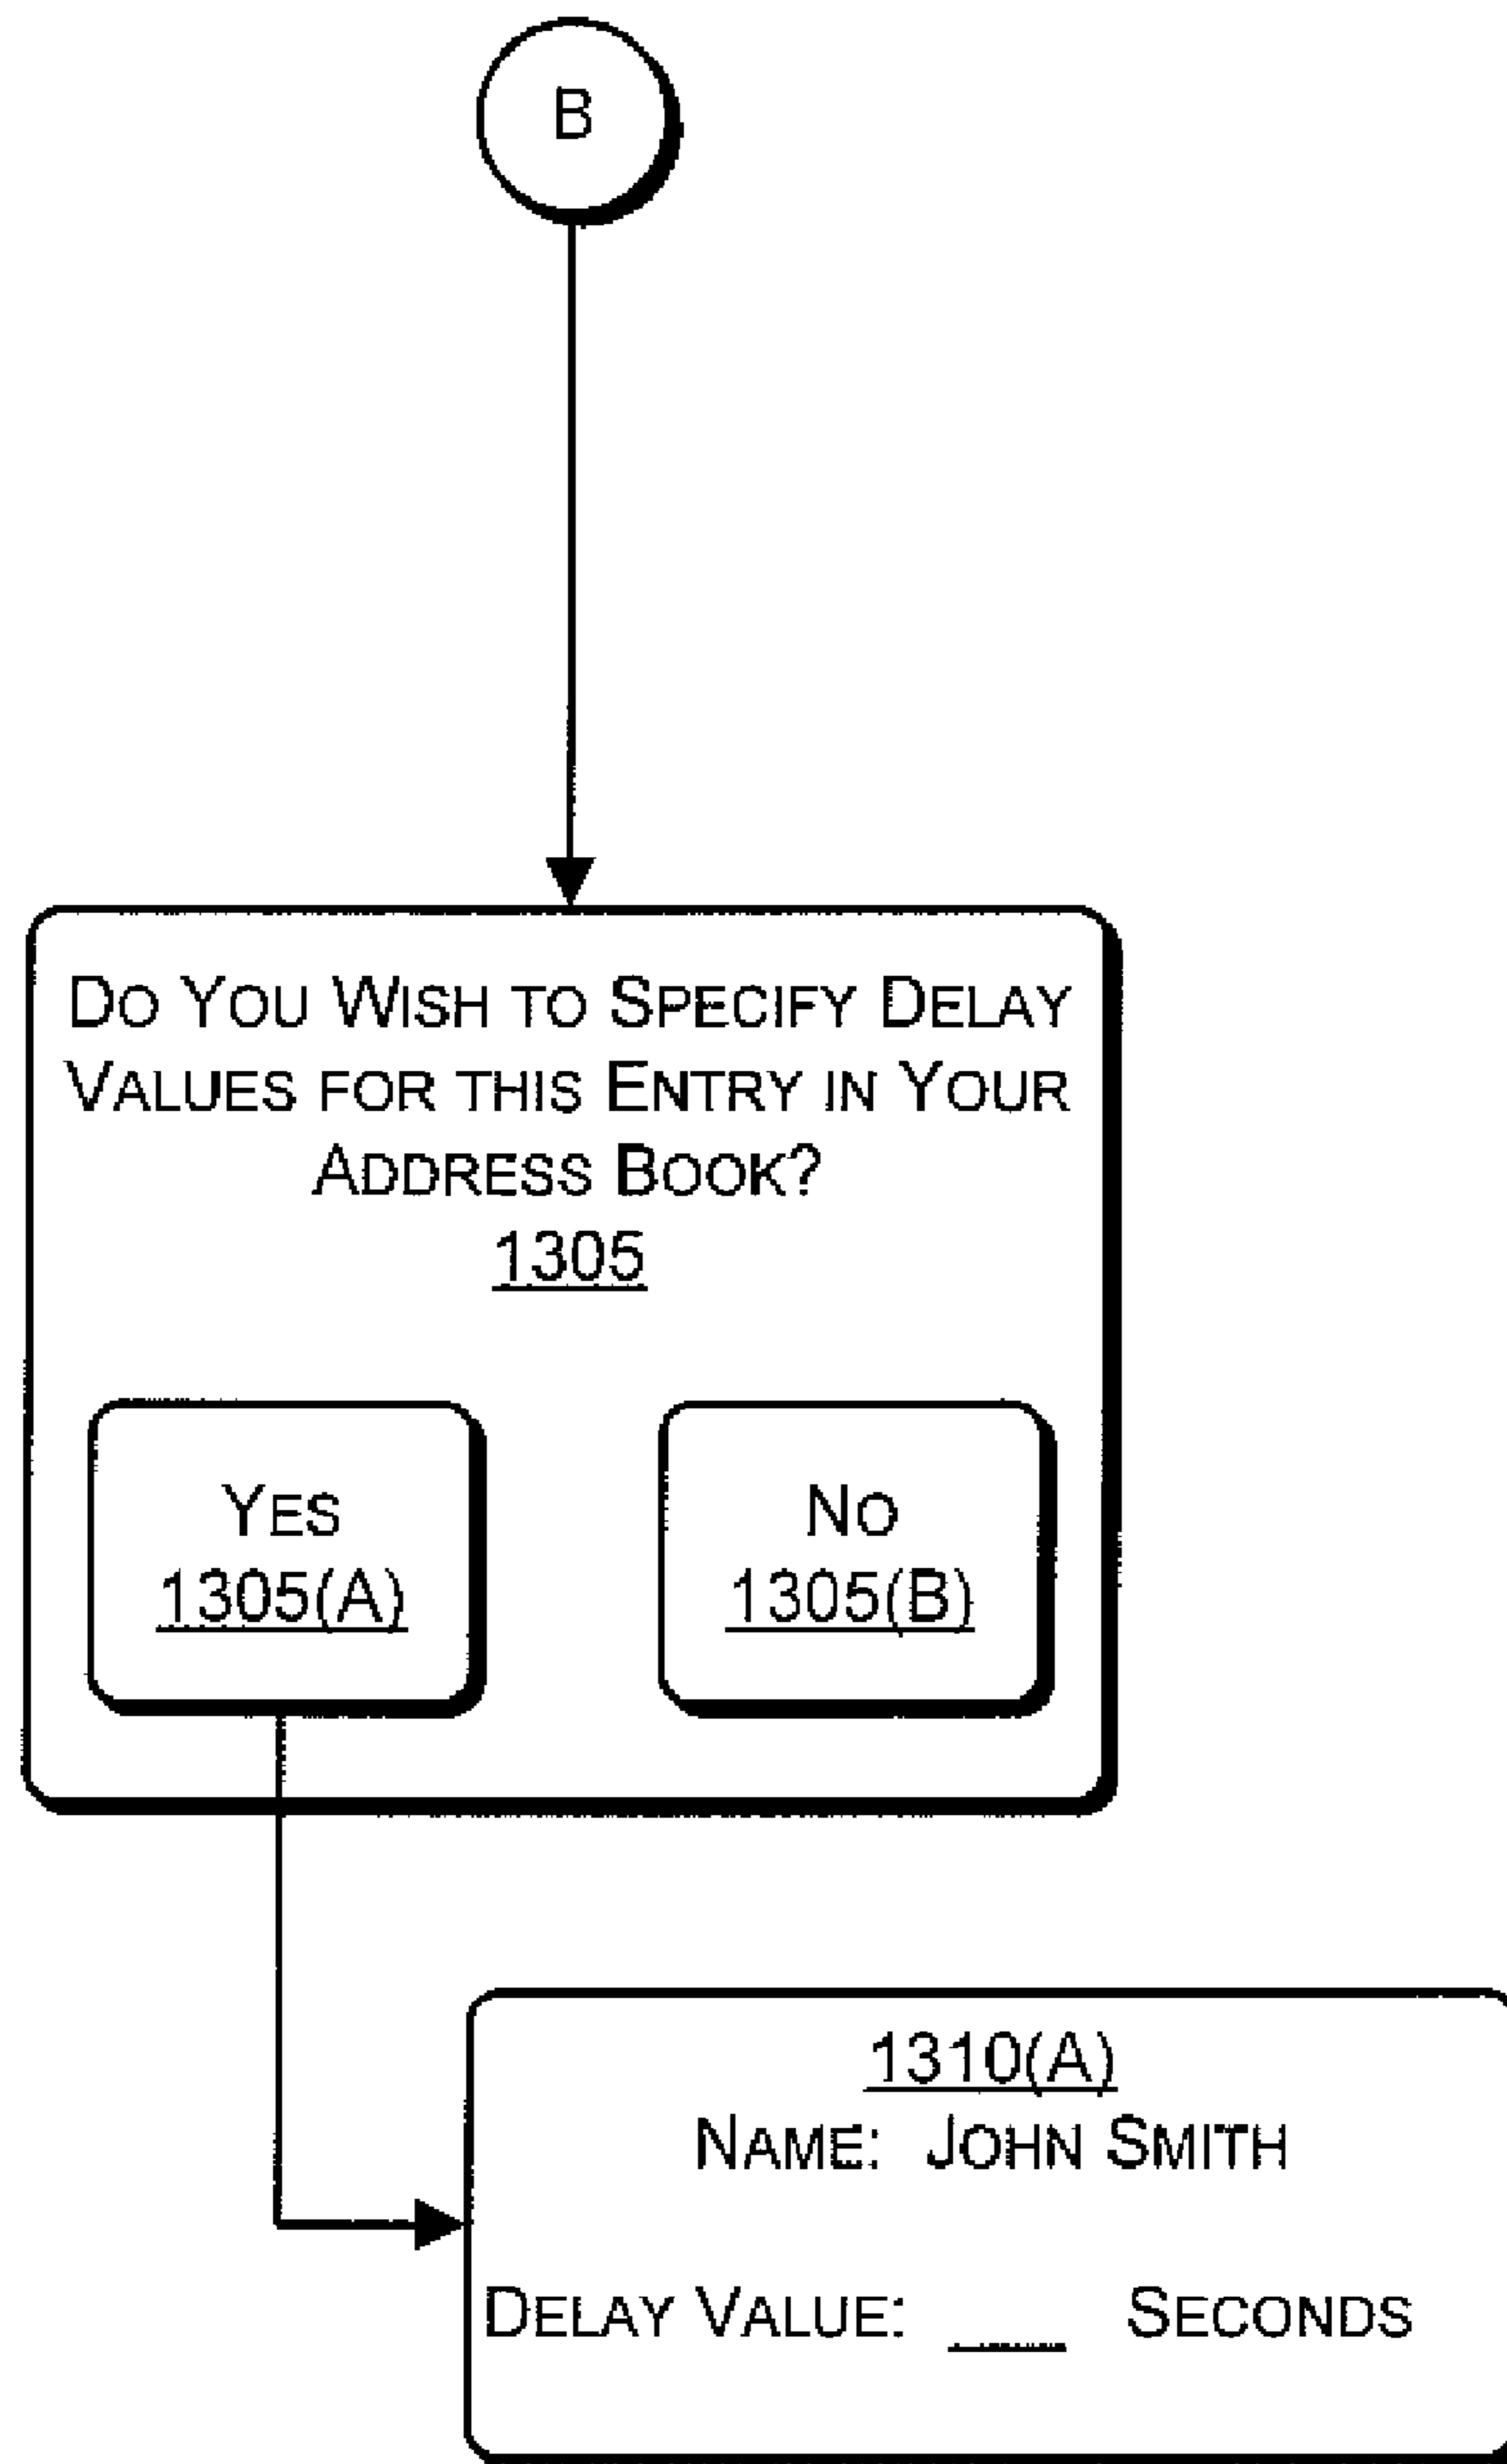 B
DO YOU WISH TO SPECIFY DELAY
VALUES FOR THIS ENTRY IN YOUR
ADDRESS BOOK?
1305
YES
1305(A)
NO
1305(B)
1310(A)
NAME: JOHN SMITH
DELAY VALUE: ____ SECONDS